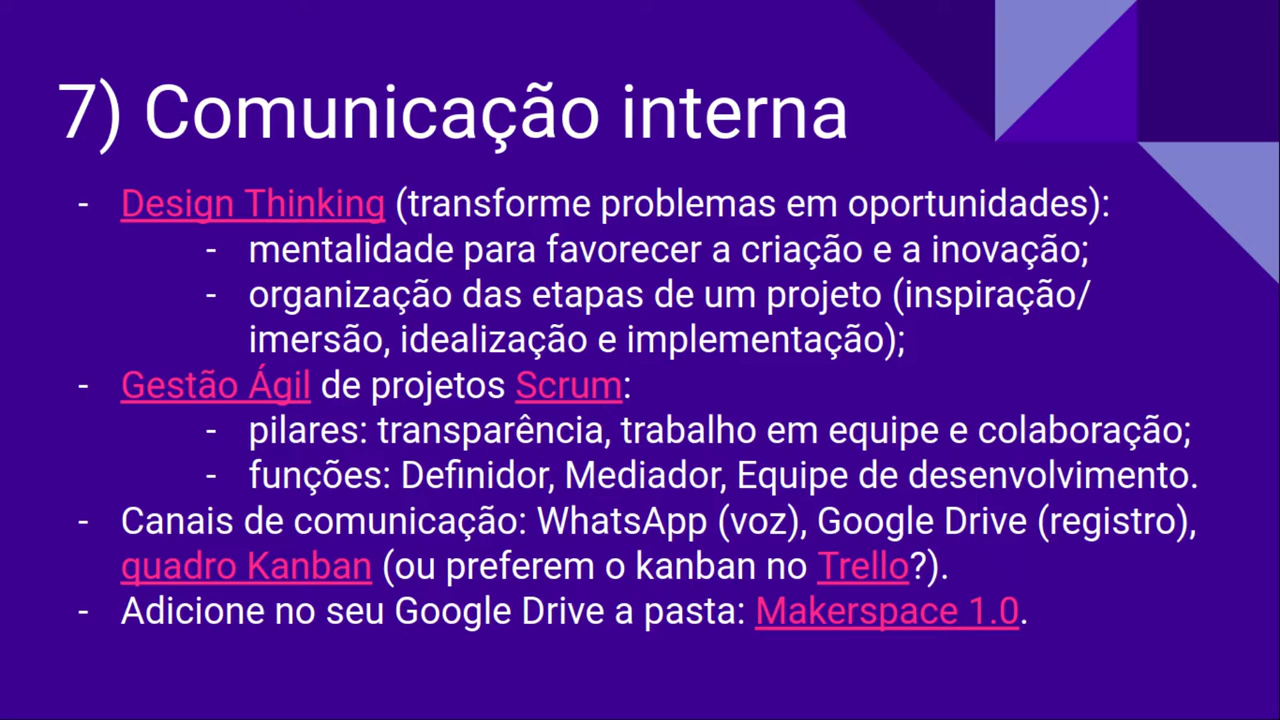 7) Comunicação interna
- Design Thinking (transforme problemas em oportunidades):
- mentalidade para favorecer a criação e a inovação;
- organização das etapas de um projeto (inspiração/
imersão, idealização e implementação);
- Gestão Ágil de projetos Scrum:
- pilares: transparência, trabalho em equipe e colaboração;
- funções: Definidor, Mediador, Equipe de desenvolvimento.
- Canais de comunicação: WhatsApp (voz), Google Drive (registro),
quadro Kanban (ou preferem o kanban no Trello?).
- Adicione no seu Google Drive a pasta: Makerspace 1.0.